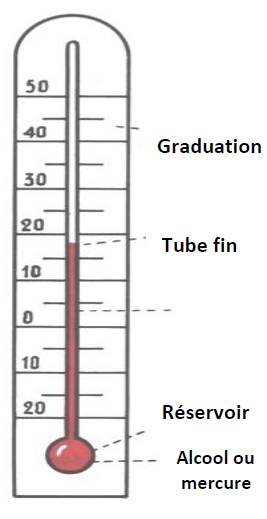 50
40
Graduation
30
20
Tube fin
10
0
10
20
Réservoir
Alcool ou
mercure